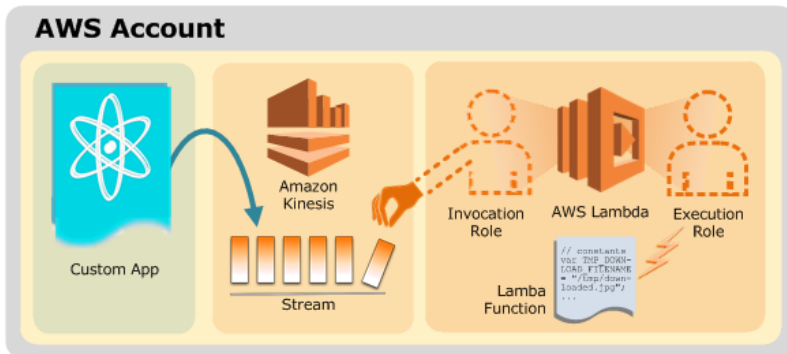 AWS Account
Custom App
Amazon
Kinesis
Stream
Invocation
Role
AWS Lambda
Execution
Role
Lamba
Function
// constants
var TMP_DOWN-
LOAD_FILENAME
= "/tmp/down-
loaded.jpg";
...